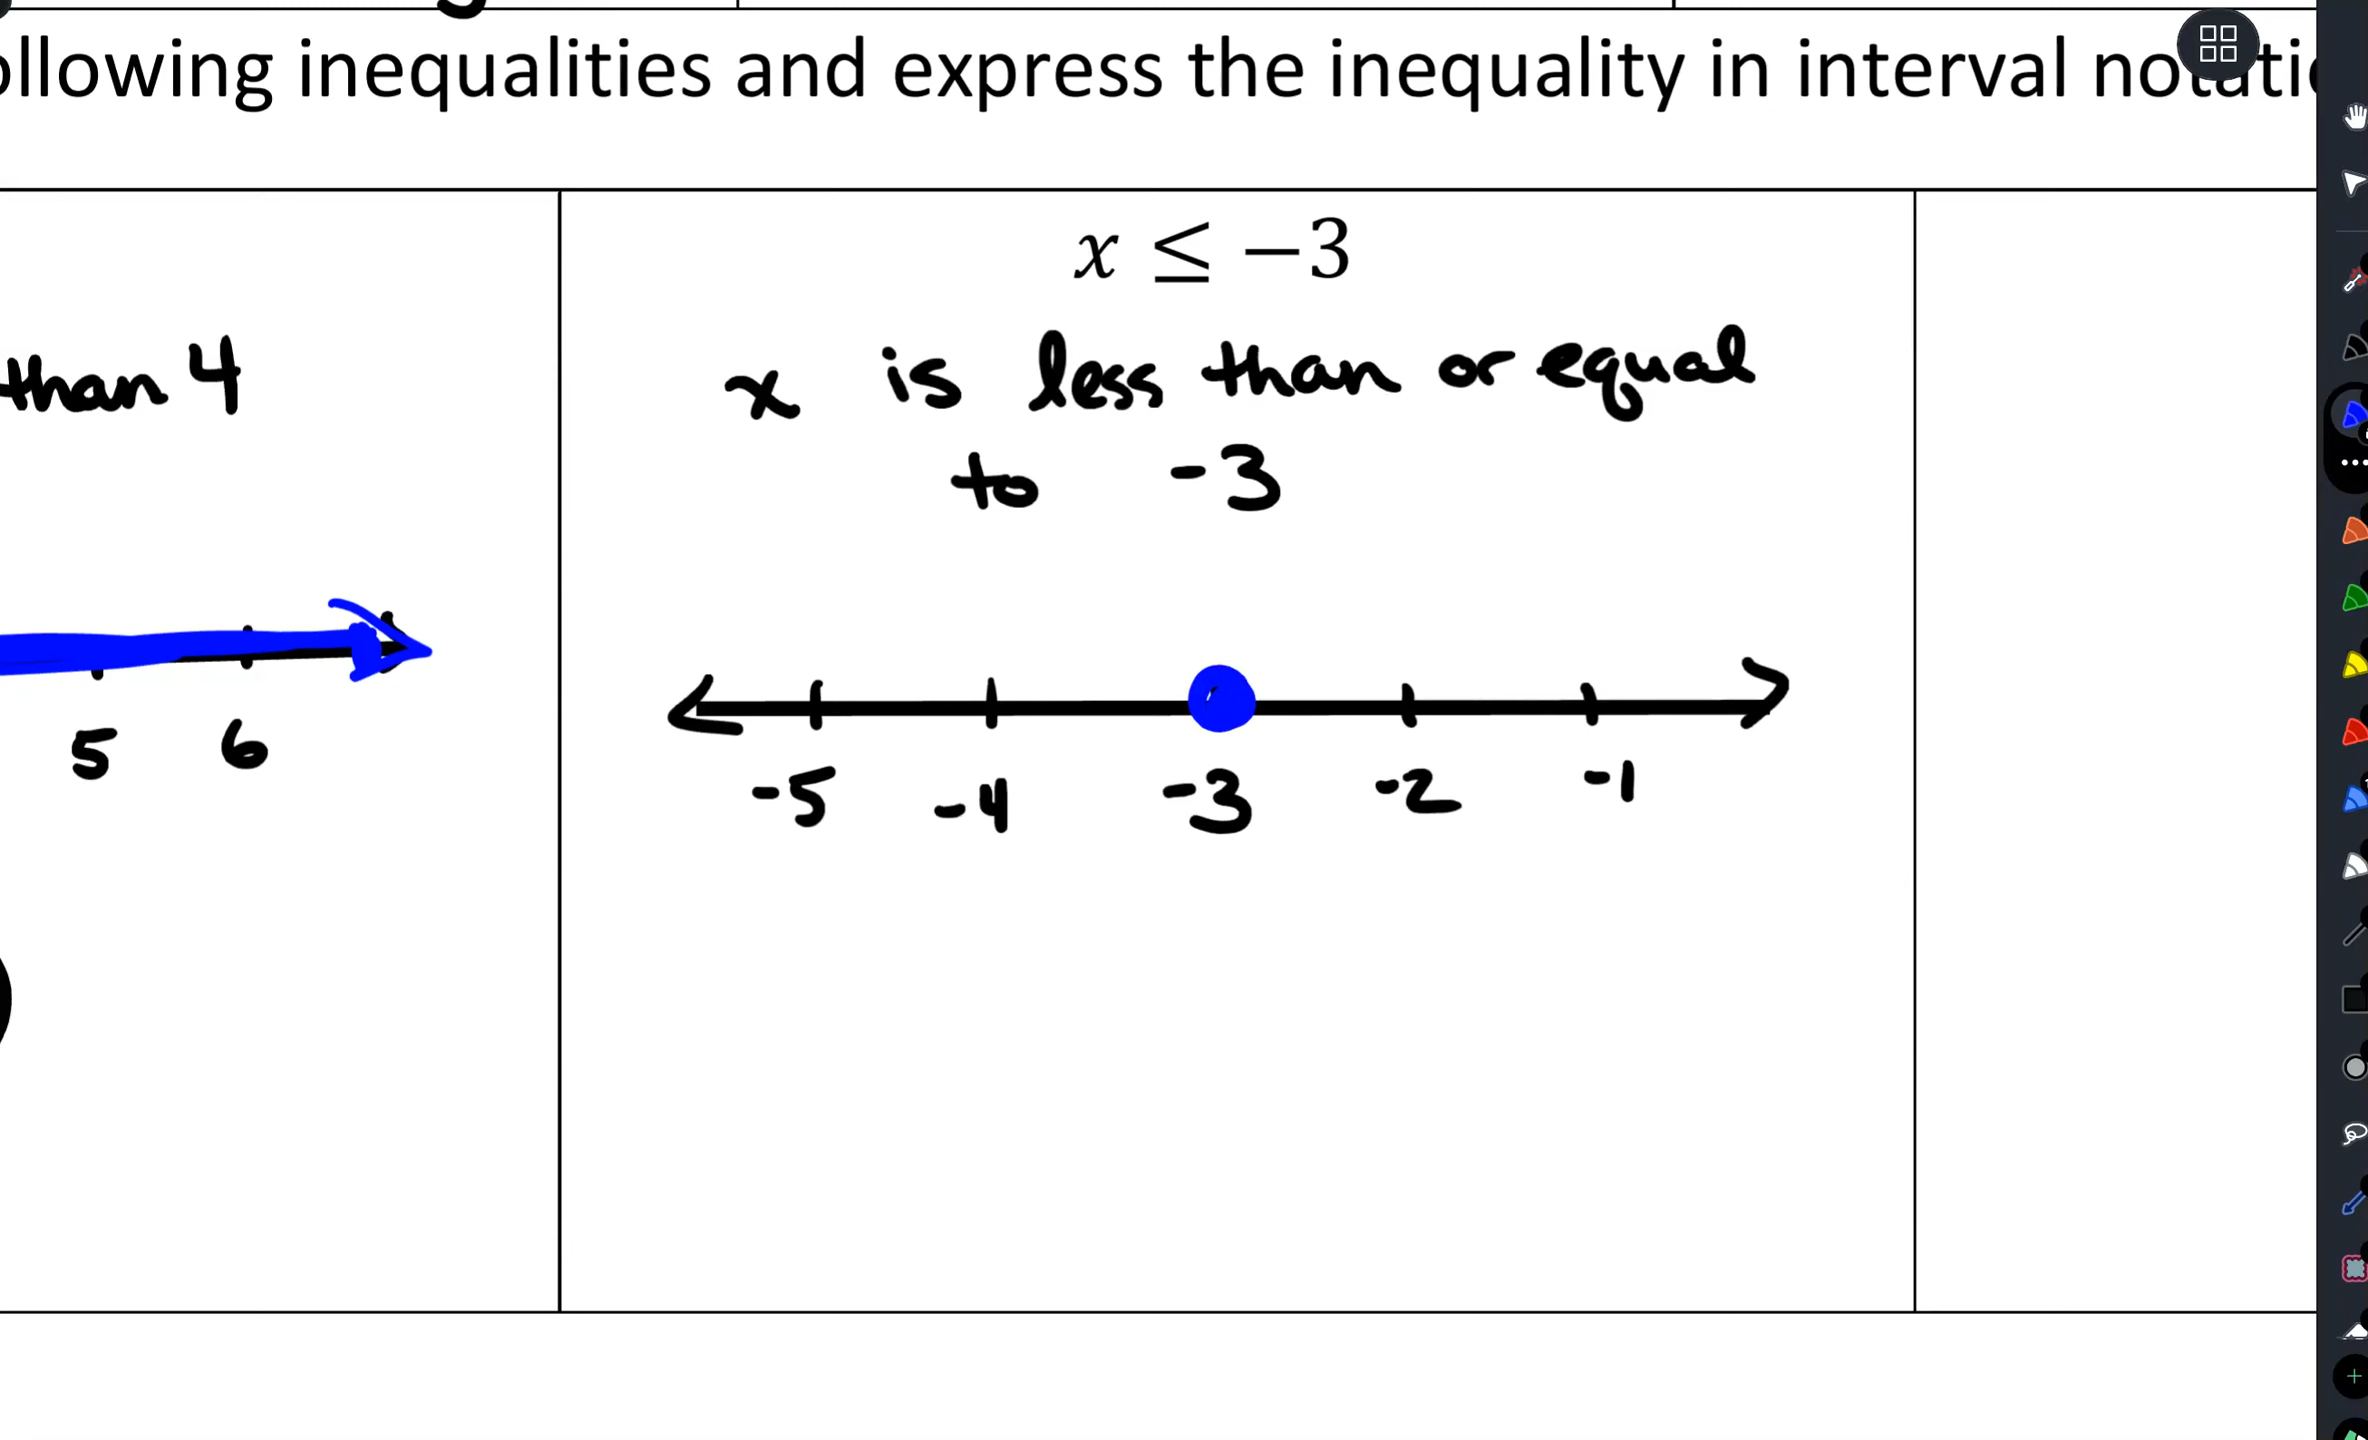 ollowing inequalities and express the inequality in interval notati
x ≤ −3
than 4
x is less than or equal
to -3
5 6
-5 -4 -3 -2 -1